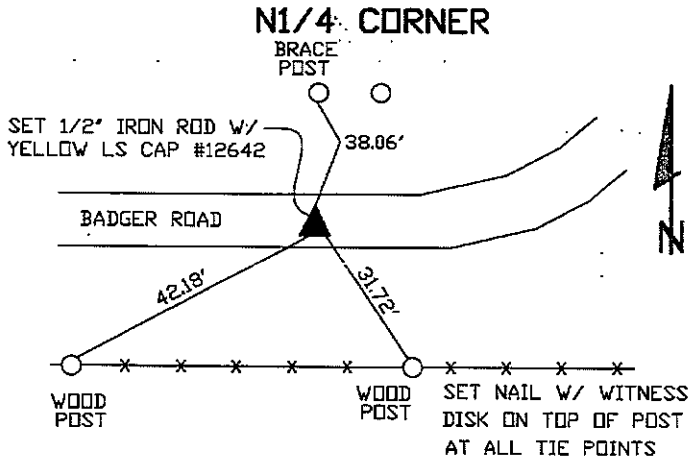 N1/4 CORNER
BRACE
POST
SET 1/2" IRON ROD W/
YELLOW LS CAP #12642
38.06'
BADGER ROAD
N
42.18'
31.72'
WOOD
POST
WOOD
POST
SET NAIL W/ WITNESS
DISK ON TOP OF POST
AT ALL TIE POINTS